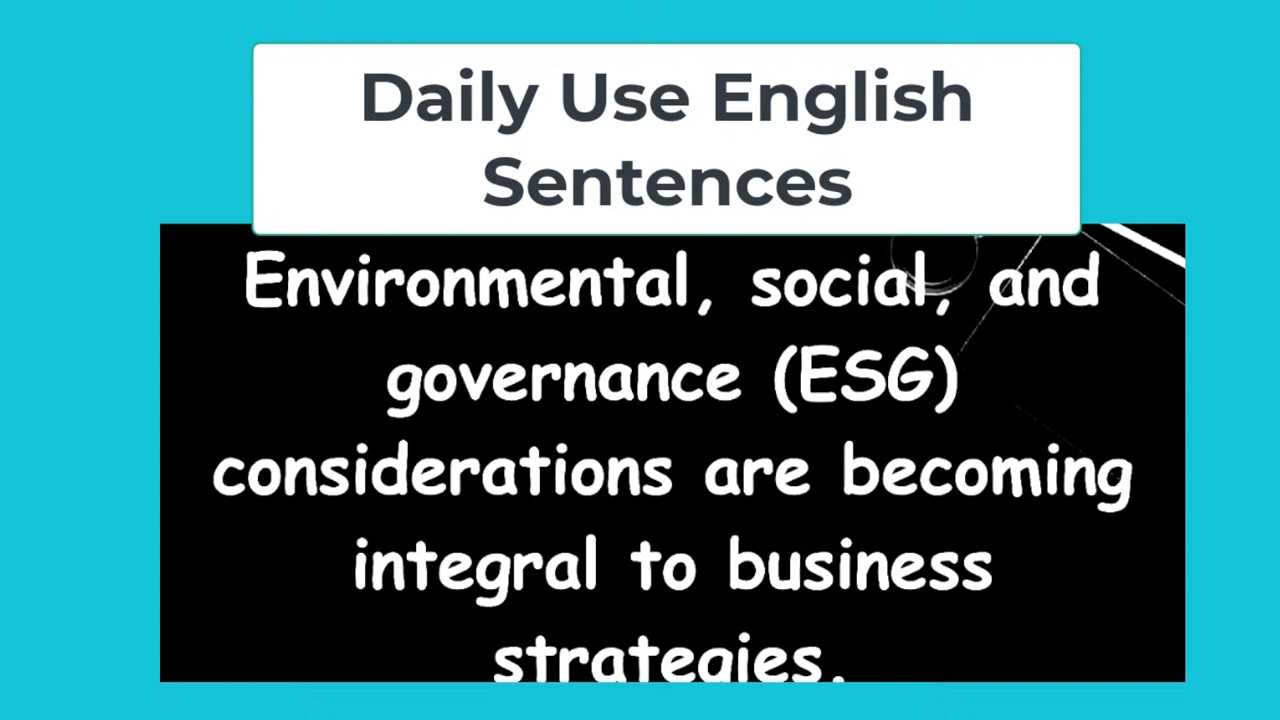 Daily Use English
Sentences
Environmental, social, and
governance (ESG)
considerations are becoming
integral to business
strategies.